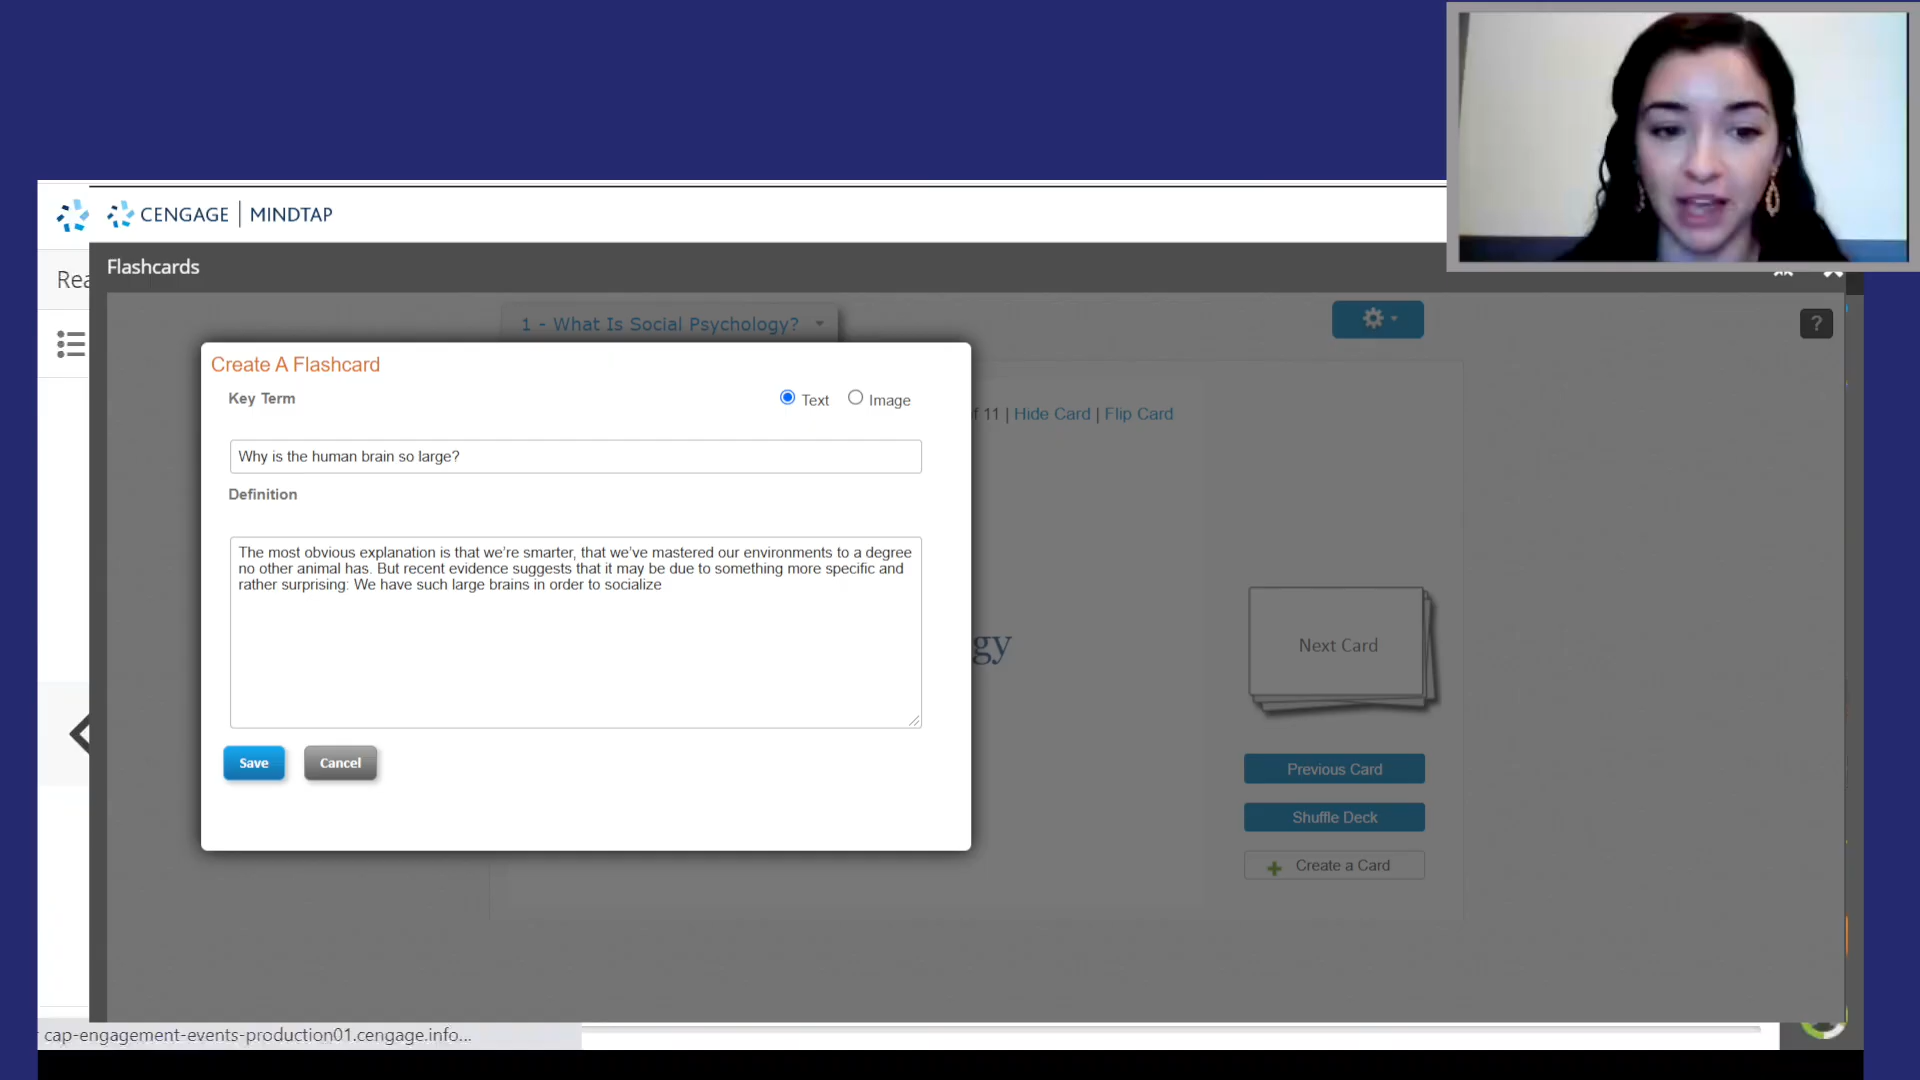 CENGAGE | MINDTAP
Rea
Flashcards
1 - What Is Social Psychology?
?
Create A Flashcard
Key Term
Text
Image
f 11 | Hide Card | Flip Card
Why is the human brain so large?
Definition
The most obvious explanation is that we're smarter, that we've mastered our environments to a degree
no other animal has. But recent evidence suggests that it may be due to something more specific and
rather surprising: We have such large brains in order to socialize
gy
Next Card
Save
Cancel
Previous Card
Shuffle Deck
Create a Card
cap-engagement-events-production01.cengage.info...